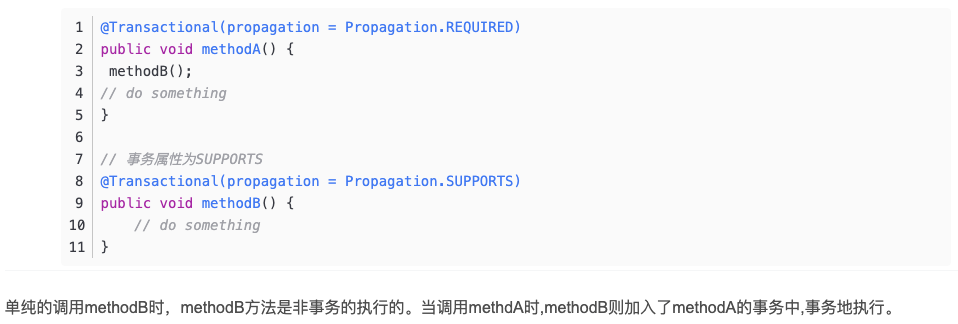 1 @Transactional(propagation = Propagation.REQUIRED)
2 public void methodA() {
3  methodB();
4 // do something
5 }
6
7 // 事务属性为SUPPORTS
8 @Transactional(propagation = Propagation.SUPPORTS)
9 public void methodB() {
10     // do something
11 }
单纯的调用methodB时，methodB方法是非事务的执行的。当调用methdA时,methodB则加入了methodA的事务中,事务地执行。